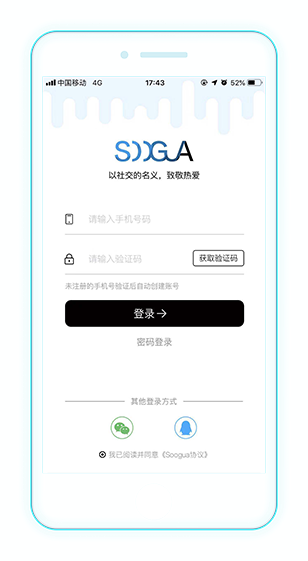 中国移动 4G 17:43 52%
SOOGUA
以社交的名义，致敬热爱
请输入手机号码
请输入验证码 获取验证码
未注册的手机号验证后自动创建账号
登录→
密码登录
其他登录方式
我已阅读并同意《Soogua协议》